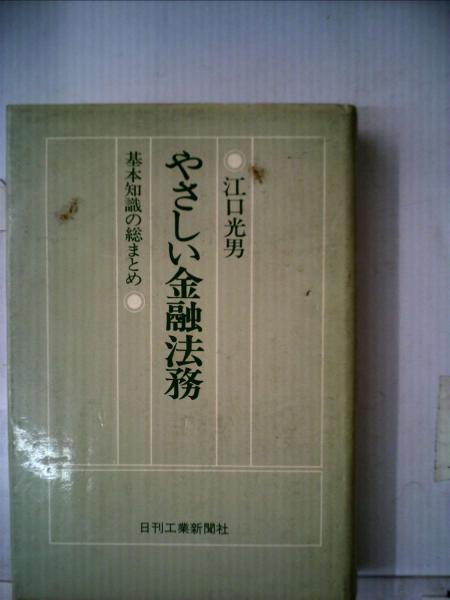 江口光男
やさしい金融法務
基本知識の総まとめ
日刊工業新聞社